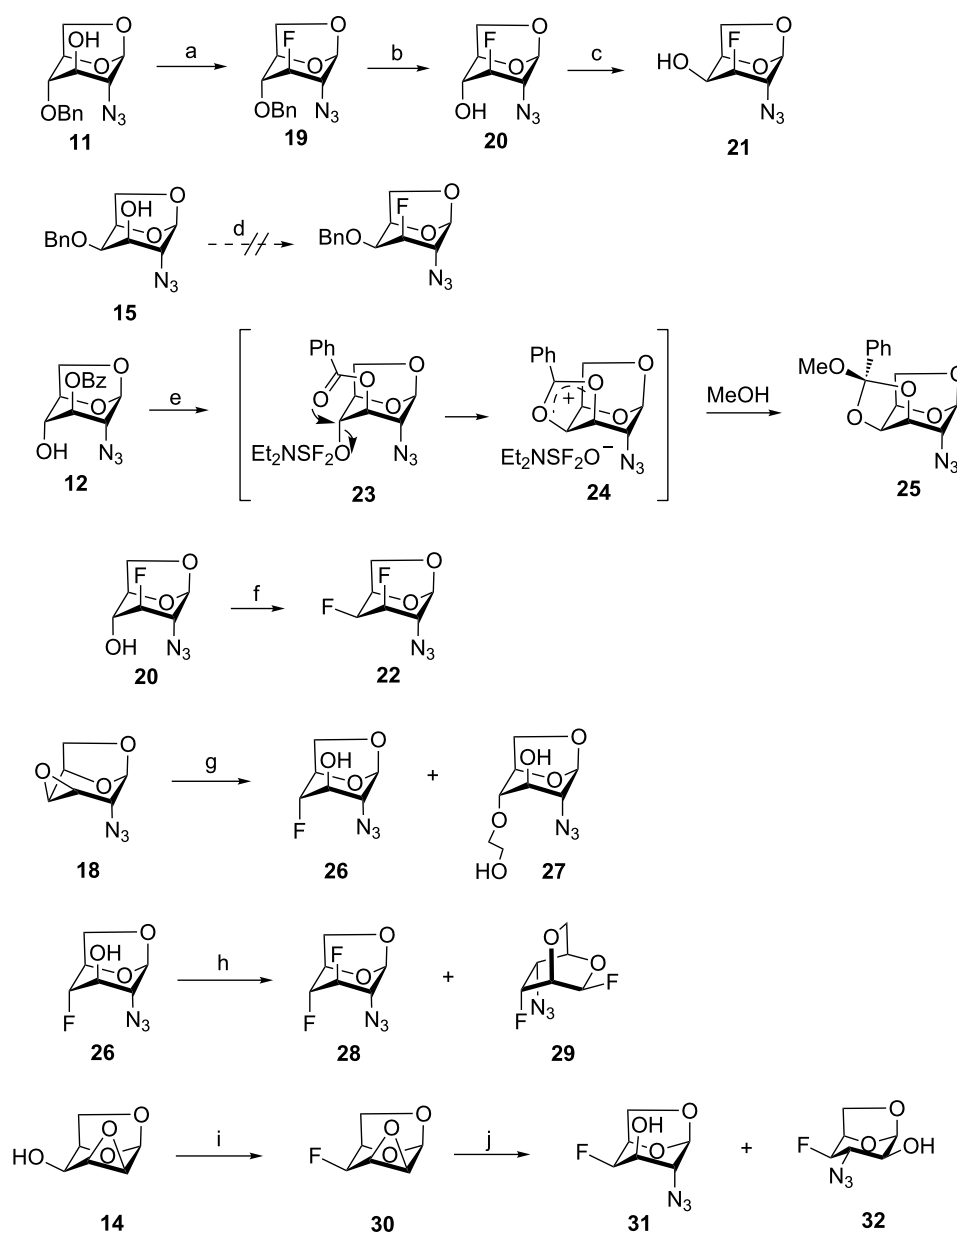 OH O O OBn N3 11
a
F O O OBn N3 19
b
F O O OH N3 20
c
HO F O O N3 21
BnO OH O O N3 15
d
BnO F O O N3
OBz O O OH N3 12
e
Ph O O O O N3 Et2NSF2O 23
Ph O O + O O N3 Et2NSF2O− 24
MeOH
MeO Ph O O O O N3 25
F O O OH N3 20
f
F F O O N3 22
O O O N3 18
g
OH O O F N3 26
+
OH O O O HO N3 27
OH O O F N3 26
h
F O O F N3 28
+
O O F N3 F 29
HO O O O 14
i
F O O O 30
j
F OH O O N3 31
+
F N3 O O OH 32